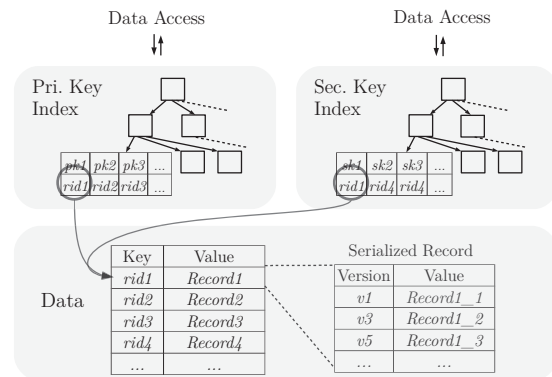 Data Access
Data Access
Pri. Key
Index
pk1 pk2 pk3 ...
rid1 rid2 rid3 ...
Sec. Key
Index
sk1 sk2 sk3 ...
rid1 rid4 rid4 ...
Data
Key Value
rid1 Record1
rid2 Record2
rid3 Record3
rid4 Record4
... ...
Serialized Record
Version Value
v1 Record1_1
v3 Record1_2
v5 Record1_3
... ...